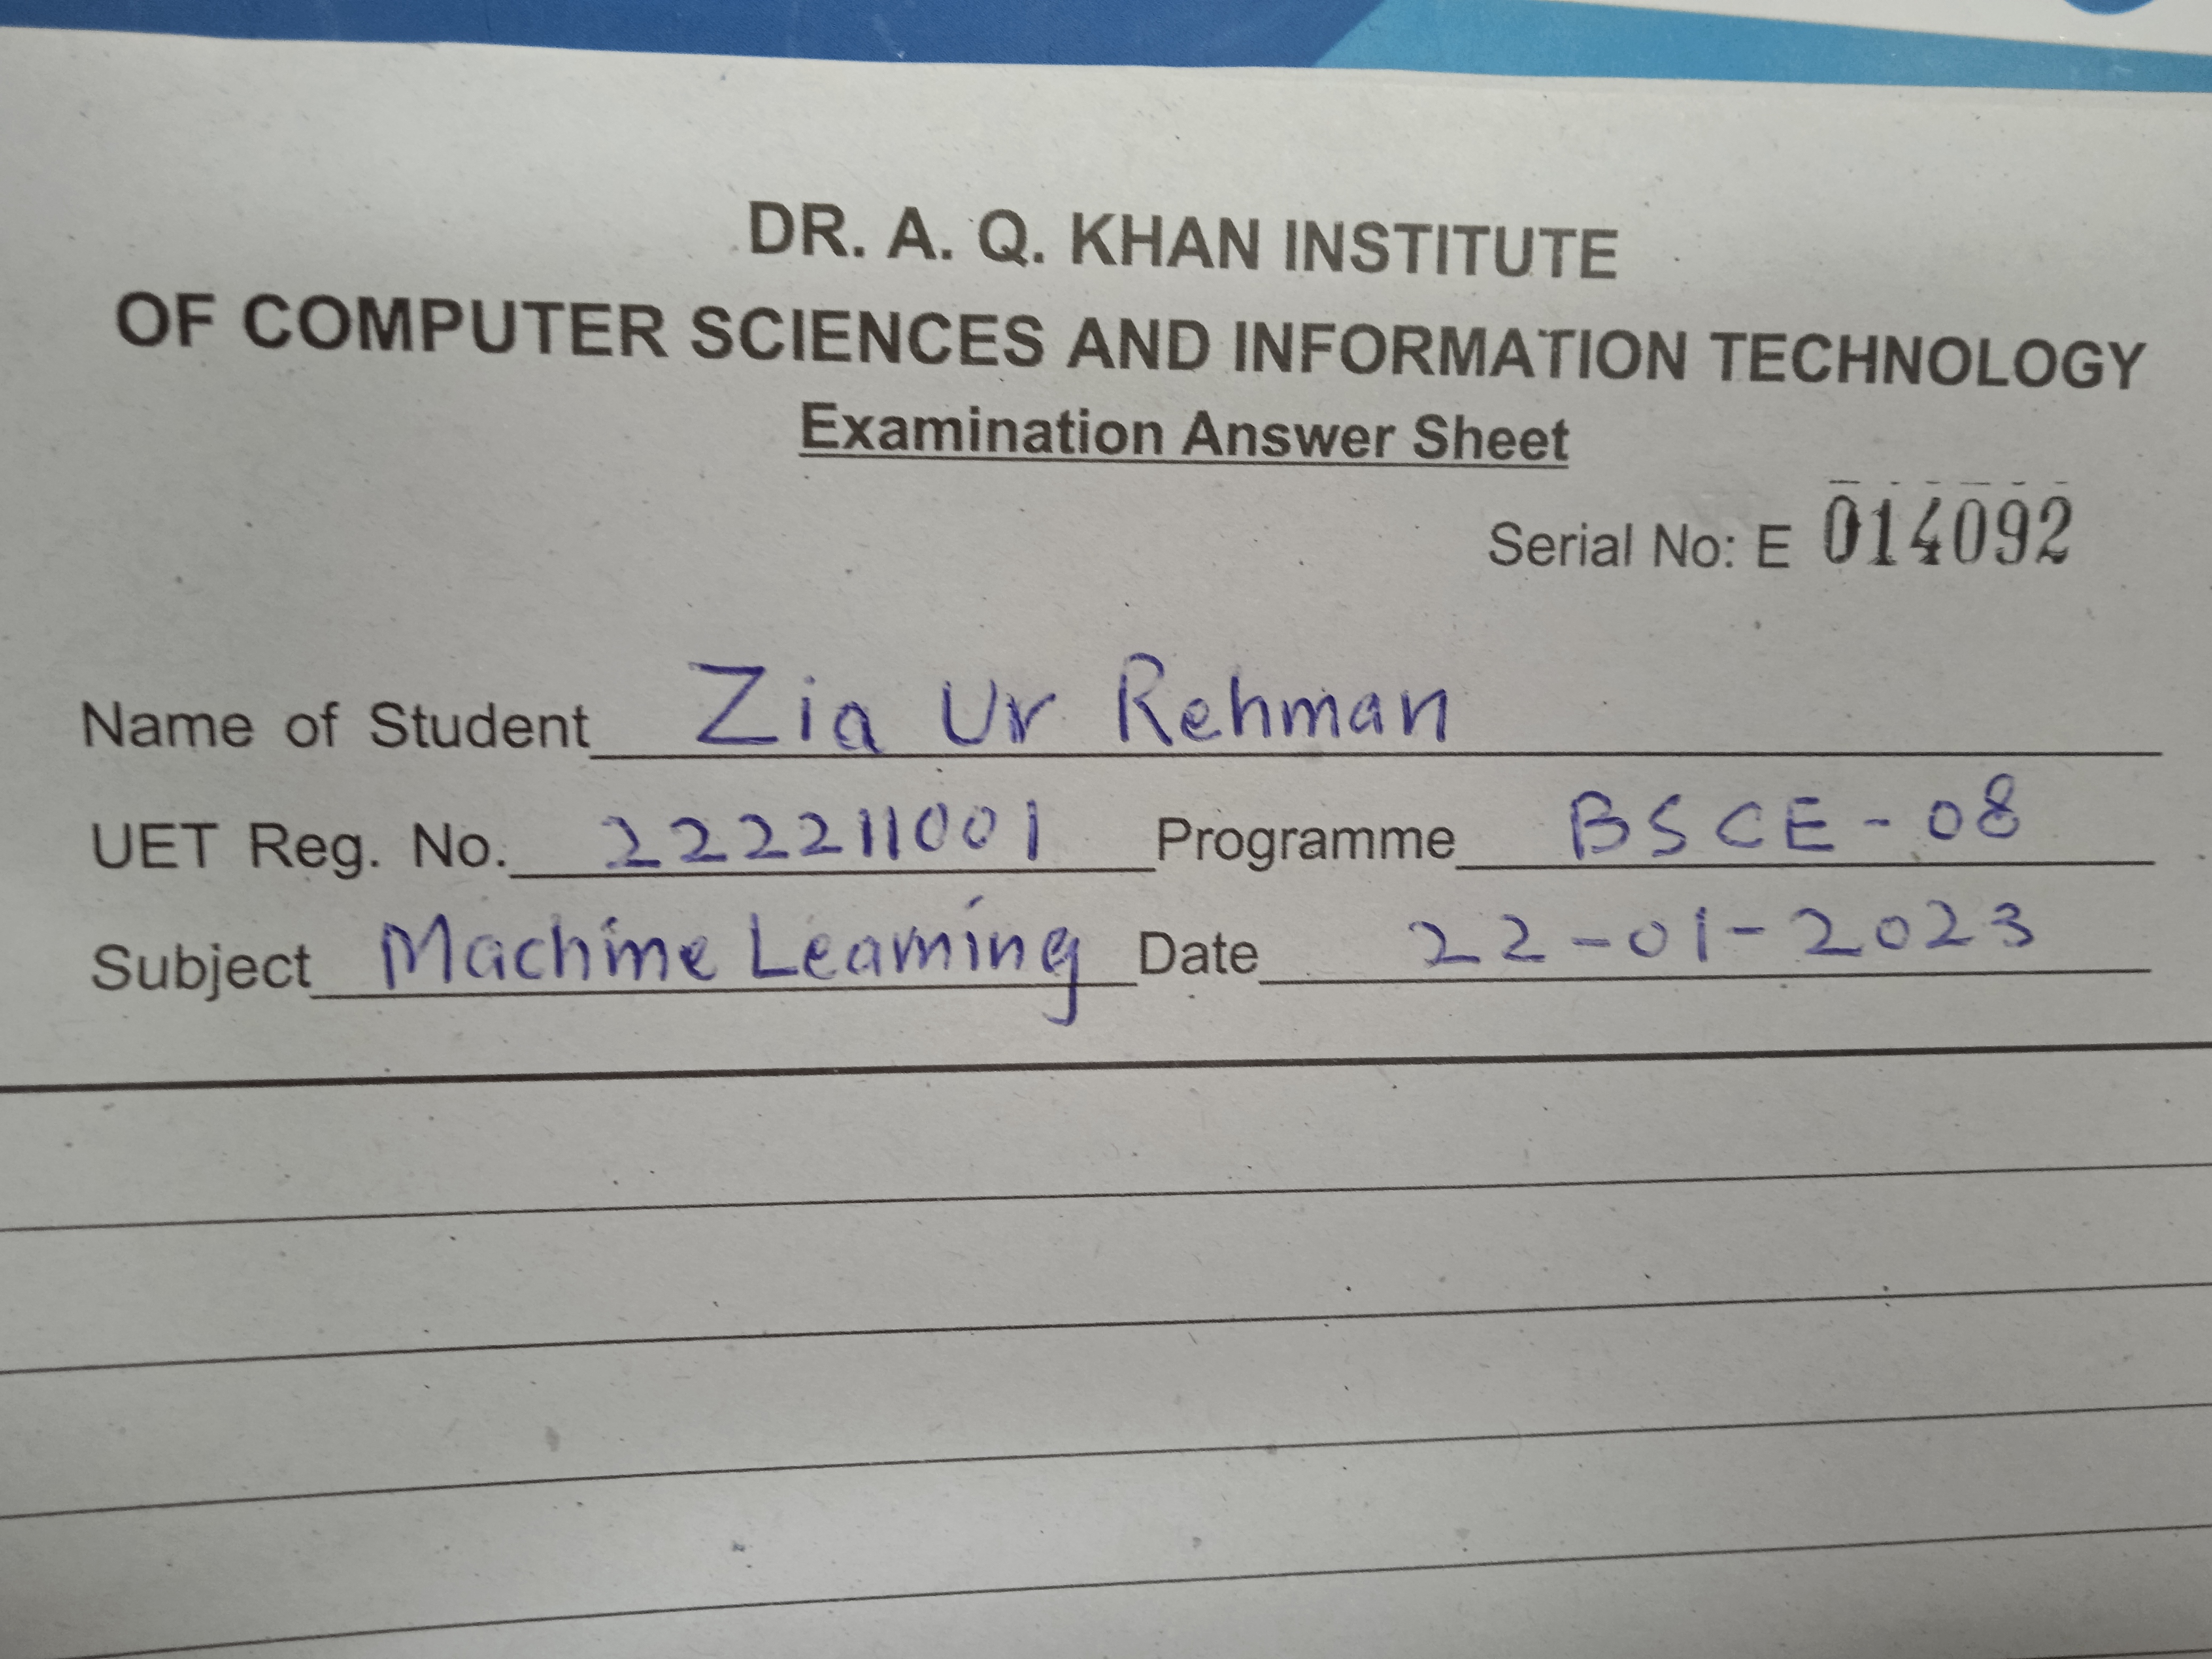 DR. A. Q. KHAN INSTITUTE
OF COMPUTER SCIENCES AND INFORMATION TECHNOLOGY
Examination Answer Sheet
Serial No: E 014092
Name of Student Zia Ur Rehman
UET Reg. No. 222211001 Programme BSCE-08
Subject Machine Learning Date 22-01-2023